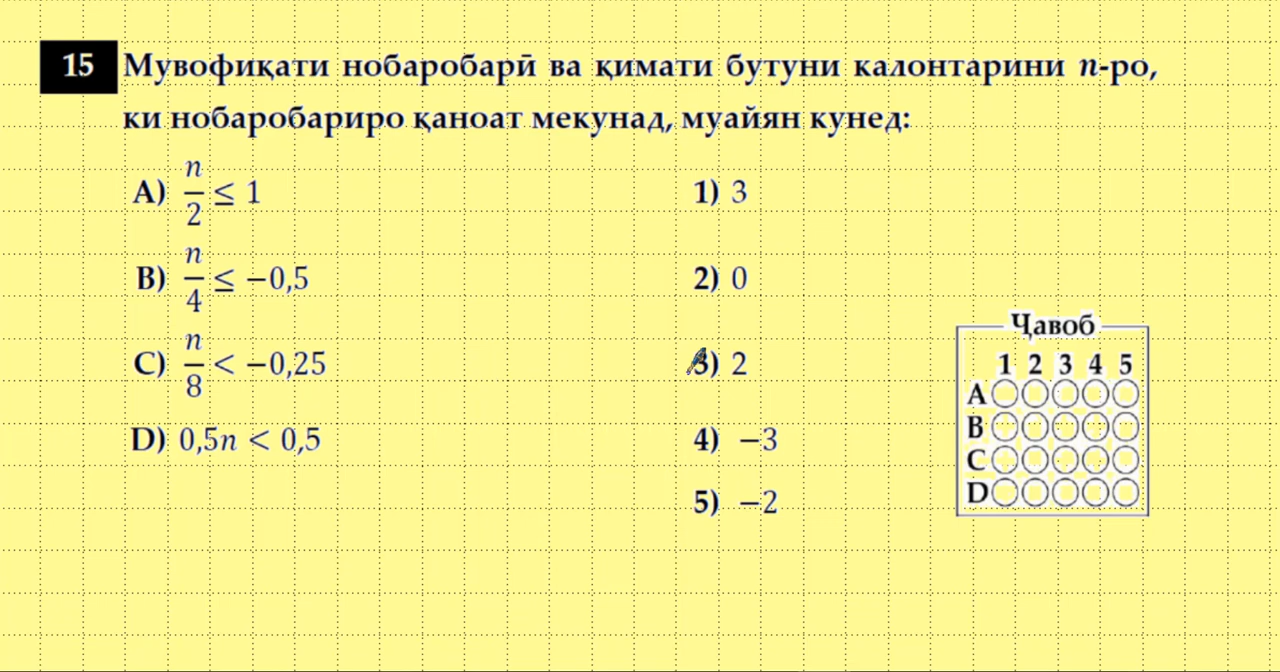 15 Мувофиқати нобаробарӣ ва қимати бутуни калонтарини n-ро,
ки нобаробариро қаноат мекунад, муайян кунед:
A) n/2 ≤ 1
1) 3
B) n/4 ≤ −0,5
2) 0
C) n/8 < −0,25
3) 2
D) 0,5n < 0,5
4) −3
5) −2
Ҷавоб
1 2 3 4 5
A
B
C
D